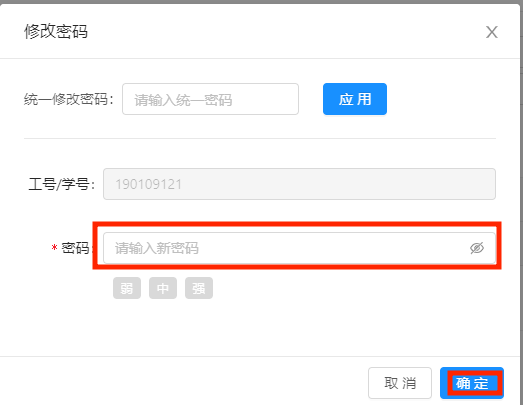 修改密码
统一修改密码： 请输入统一密码 应 用
工号/学号： 190109121
* 密码： 请输入新密码
弱 中 强
取 消 确 定